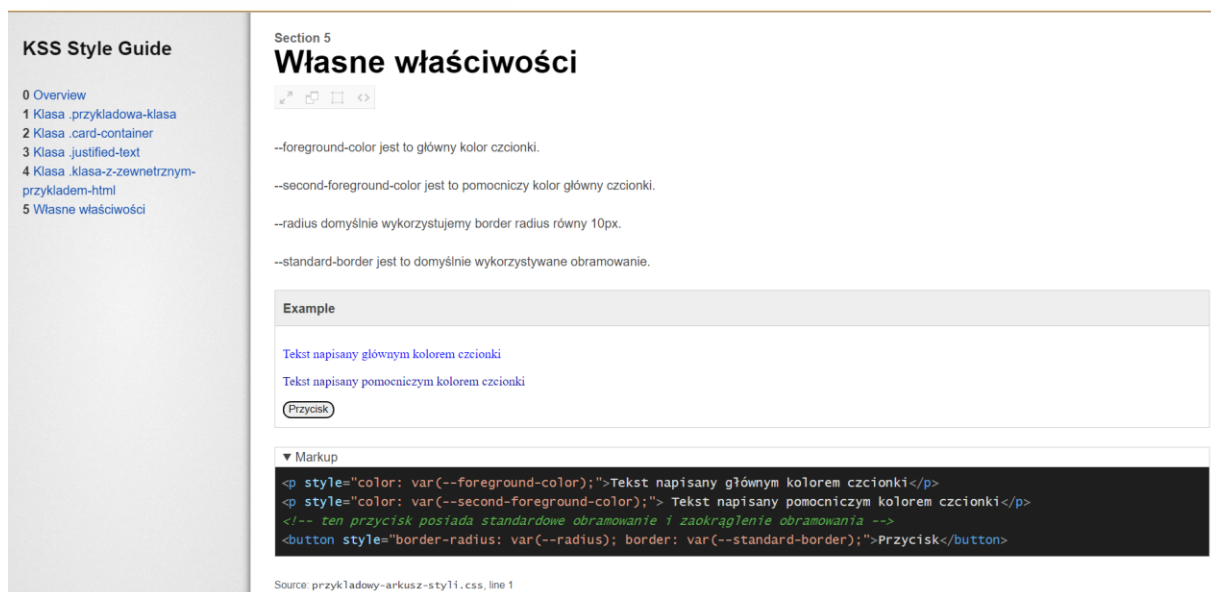 KSS Style Guide
0 Overview
1 Klasa .przykladowa-klasa
2 Klasa .card-container
3 Klasa .justified-text
4 Klasa .klasa-z-zewnetrznym-
przykladem-html
5 Własne właściwości
Section 5
Własne właściwości
--foreground-color jest to główny kolor czcionki.
--second-foreground-color jest to pomocniczy kolor główny czcionki.
--radius domyślnie wykorzystujemy border radius równy 10px.
--standard-border jest to domyślnie wykorzystywane obramowanie.
Example
Tekst napisany głównym kolorem czcionki
Tekst napisany pomocniczym kolorem czcionki
Przycisk
▼ Markup
<p style="color: var(--foreground-color);">Tekst napisany głównym kolorem czcionki</p>
<p style="color: var(--second-foreground-color);"> Tekst napisany pomocniczym kolorem czcionki</p>
<!-- ten przycisk posiada standardowe obramowanie i zaokrąglenie obramowania -->
<button style="border-radius: var(--radius); border: var(--standard-border);">Przycisk</button>
Source: przykladowy-arkusz-styli.css, line 1